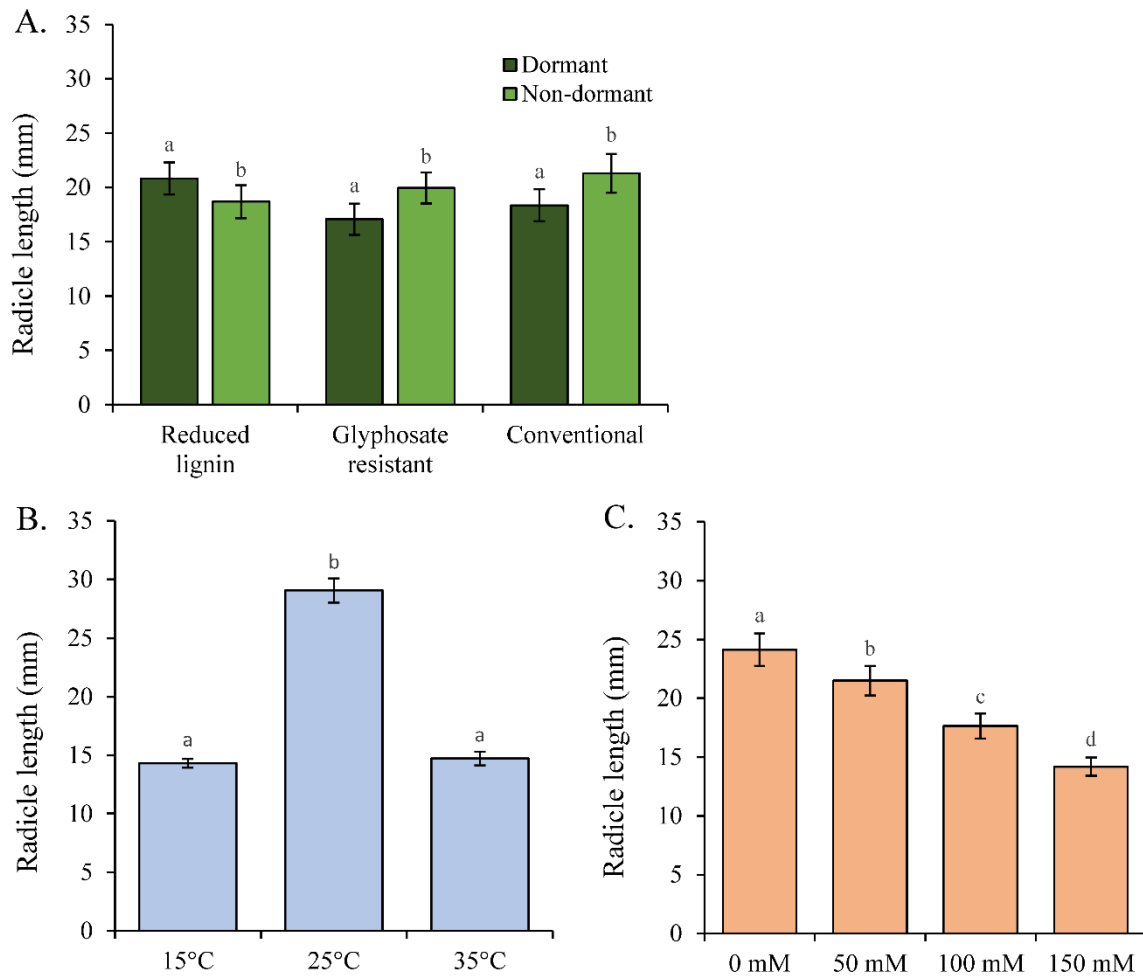 A.
Radicle length (mm)
35
30
25
20
15
10
5
0
Dormant
Non-dormant
a
b
a
b
a
b
Reduced
lignin
Glyphosate
resistant
Conventional
B.
Radicle length (mm)
35
30
25
20
15
10
5
0
a
b
a
15°C
25°C
35°C
C.
Radicle length (mm)
35
30
25
20
15
10
5
0
a
b
c
d
0 mM
50 mM
100 mM
150 mM